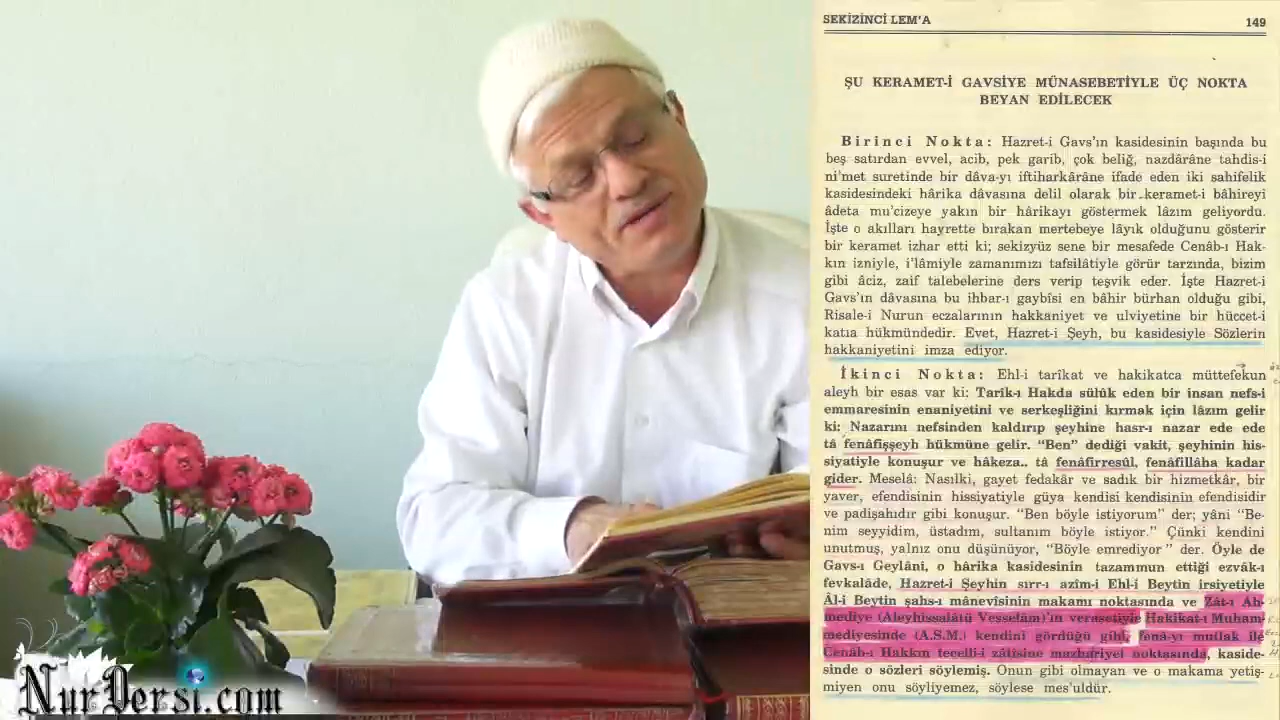 SEKİZİNCİ LEM'A 149
ŞU KERAMET-İ GAVSİYE MÜNASEBETİYLE ÜÇ NOKTA
BEYAN EDİLECEK
Birinci Nokta: Hazret-i Gavs'ın kasidesinin başında bu
beş satırdan evvel, acib, pek garib, çok beliğ, nazdârâne tahdis-i
ni'met suretinde bir dâva-yı iftiharkârâne ifade eden iki sahifelik
kasidesindeki hârika dâvasına delil olarak bir keramet-i bâhireyi
âdeta mu'cizeye yakın bir hârikayı göstermek lâzım geliyordu.
İşte o akılları hayrette bırakan mertebeye lâyık olduğunu gösterir
bir keramet izhar etti ki; sekizyüz sene bir mesafede Cenâb-ı Hak-
kın izniyle, i'lâmiyle zamanımızı tafsilâtiyle görür tarzında, bizim
gibi âciz, zaif talebelerine ders verip teşvik eder. İşte Hazret-i
Gavs'ın dâvasına bu ihbar-ı gaybîsi en bâhir bürhan olduğu gibi,
Risale-i Nurun eczalarının hakkaniyet ve ulviyetine bir hüccet-i
katıa hükmündedir. Evet, Hazret-i Şeyh, bu kasidesiyle Sözlerin
hakkaniyetini imza ediyor.
İkinci Nokta: Ehl-i tarîkat ve hakikatca müttefekun
aleyh bir esas var ki: Tarîk-ı Hakda sülûk eden bir insan nefs-i
emmaresinin enaniyetini ve serkeşliğini kırmak için lâzım gelir
ki: Nazarını nefsinden kaldırıp şeyhine hasr-ı nazar ede ede
tâ fenâfişşeyh hükmüne gelir. "Ben" dediği vakit, şeyhinin his-
siyatiyle konuşur ve hâkeza.. tâ fenâfirresûl, fenâfillâha kadar
gider. Meselâ: Nasılki, gayet fedakâr ve sadık bir hizmetkâr, bir
yaver, efendisinin hissiyatiyle güya kendisi kendisinin efendisidir
ve padişahıdır gibi konuşur. "Ben böyle istiyorum" der; yâni "Be-
nim seyyidim, üstadım, sultanım böyle istiyor." Çünki kendini
unutmuş, yalnız onu düşünüyor, "Böyle emrediyor" der. Öyle de
Gavs-ı Geylâni, o hârika kasidesinin tazammun ettiği ezvâk-ı
fevkalâde, Hazret-i Şeyhin sırr-ı azîm-i Ehl-i Beytin irsiyetiyle
Âl-i Beytin şahs-ı mânevîsinin makamı noktasında ve Zât-ı Ah-
mediye (Aleyhissalâtü Vesselâm)'ın verasetiyle Hakikat-ı Muham-
mediyesinde (A.S.M.) kendini gördüğü gibi, fenâ-yı mutlak ile
Cenâb-ı Hakkın tecelli-i zâtîsine mazhariyet noktasında, kaside-
sinde o sözleri söylemiş. Onun gibi olmayan ve o makama yetiş-
miyen onu söyliyemez, söylese mes'uldür.
NurDersi.com